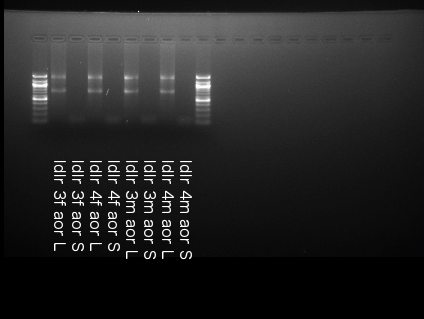 ldlr 3f aor L
ldlr 3f aor S
ldlr 4f aor L
ldlr 4f aor S
ldlr 3m aor L
ldlr 3m aor S
ldlr 4m aor L
ldlr 4m aor S